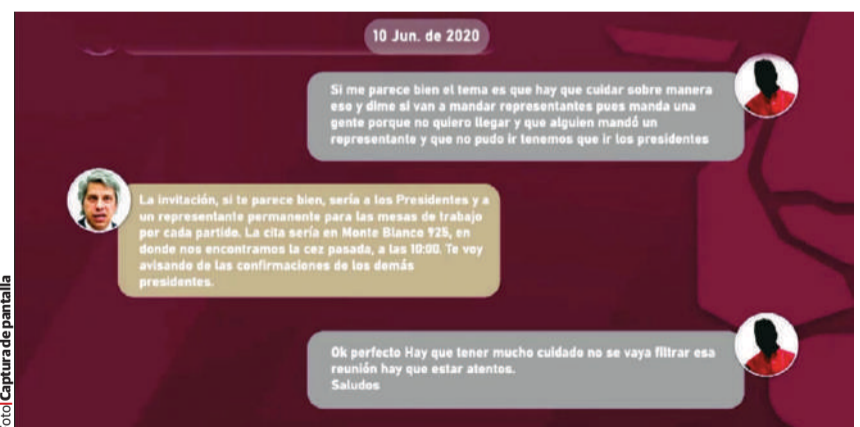 10 Jun. de 2020
Si me parece bien el tema es que hay que cuidar sobre manera
eso y dime si van a mandar representantes pues manda una
gente porque no quiero llegar y que alguien mandó un
representante y que no pudo ir tenemos que ir los presidentes
La invitación, si te parece bien, sería a los Presidentes y a
un representante permanente para las mesas de trabajo
por cada partido. La cita sería en Monte Blanco 925, en
donde nos encontramos la cez pasada, a las 10:00. Te voy
avisando de las confirmaciones de los demás
presidentes.
Ok perfecto Hay que tener mucho cuidado no se vaya filtrar esa
reunión hay que estar atentos.
Saludos
oto|Captura de pantalla